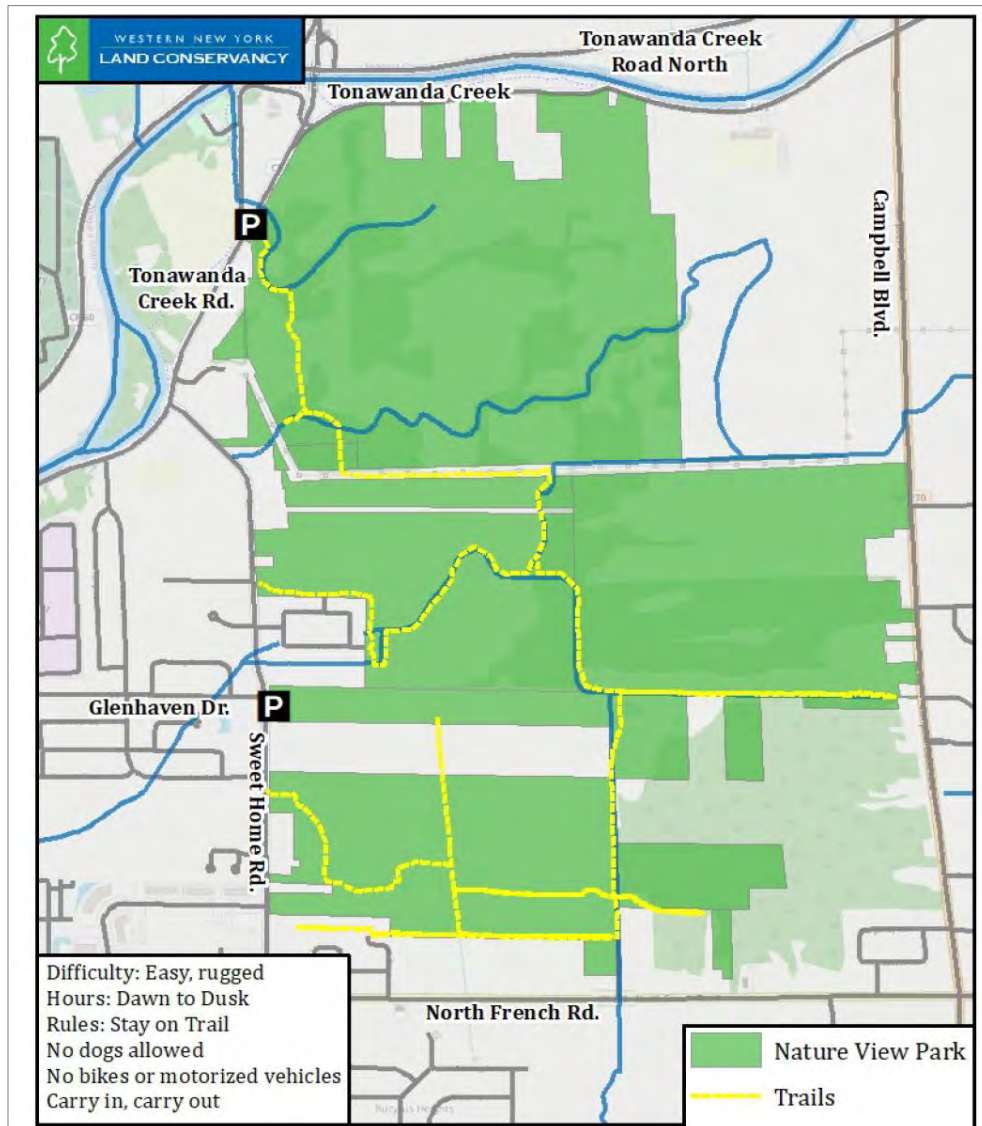 WESTERN NEW YORK
LAND CONSERVANCY
Tonawanda Creek
Road North
Tonawanda Creek
P
Tonawanda
Creek Rd.
Campbell Blvd.
Glenhaven Dr.
P
Sweet Home Rd.
North French Rd.
Difficulty: Easy, rugged
Hours: Dawn to Dusk
Rules: Stay on Trail
No dogs allowed
No bikes or motorized vehicles
Carry in, carry out
Nature View Park
Trails